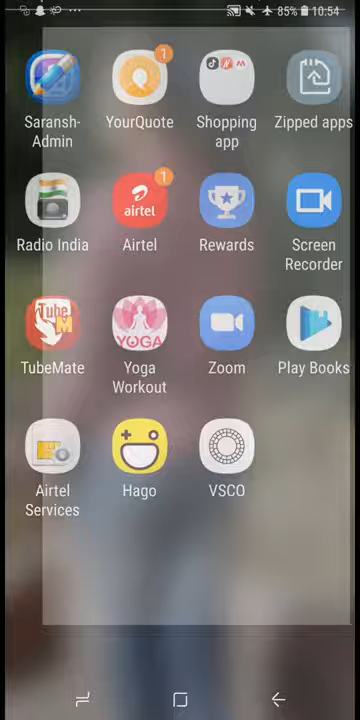 85% 10:54
1
1
Saransh-Admin
YourQuote
Shopping app
Zipped apps
airtel
Radio India
Airtel
Rewards
Screen Recorder
Tube
M
YOGA
TubeMate
Yoga Workout
Zoom
Play Books
Airtel Services
Hago
VSCO